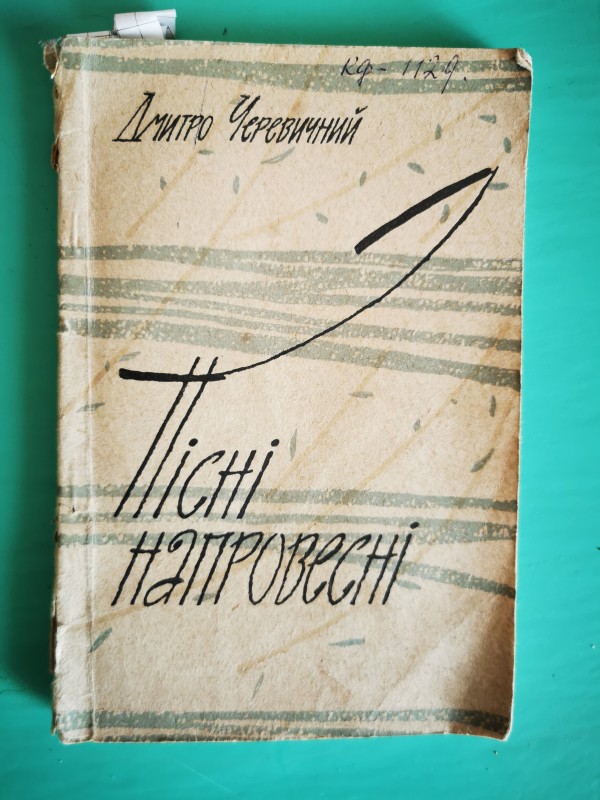 КФ-1129.
Дмитро Черевичний
Пісні
напровесні